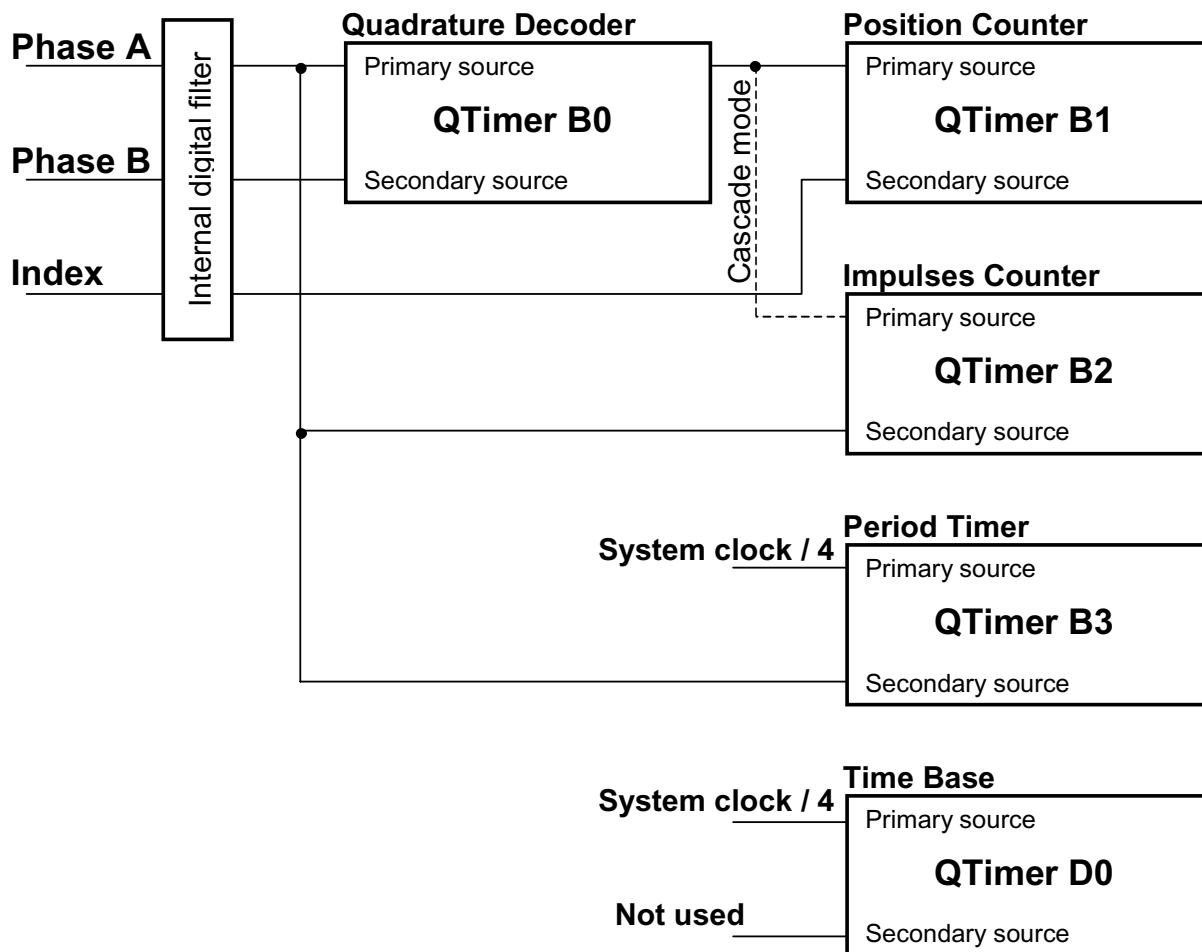 Phase A
Phase B
Index
Internal digital filter
Quadrature Decoder
Primary source
QTimer B0
Secondary source
Cascade mode
Position Counter
Primary source
QTimer B1
Secondary source
Impulses Counter
Primary source
QTimer B2
Secondary source
Period Timer
System clock / 4
Primary source
QTimer B3
Secondary source
Time Base
System clock / 4
Primary source
QTimer D0
Not used
Secondary source